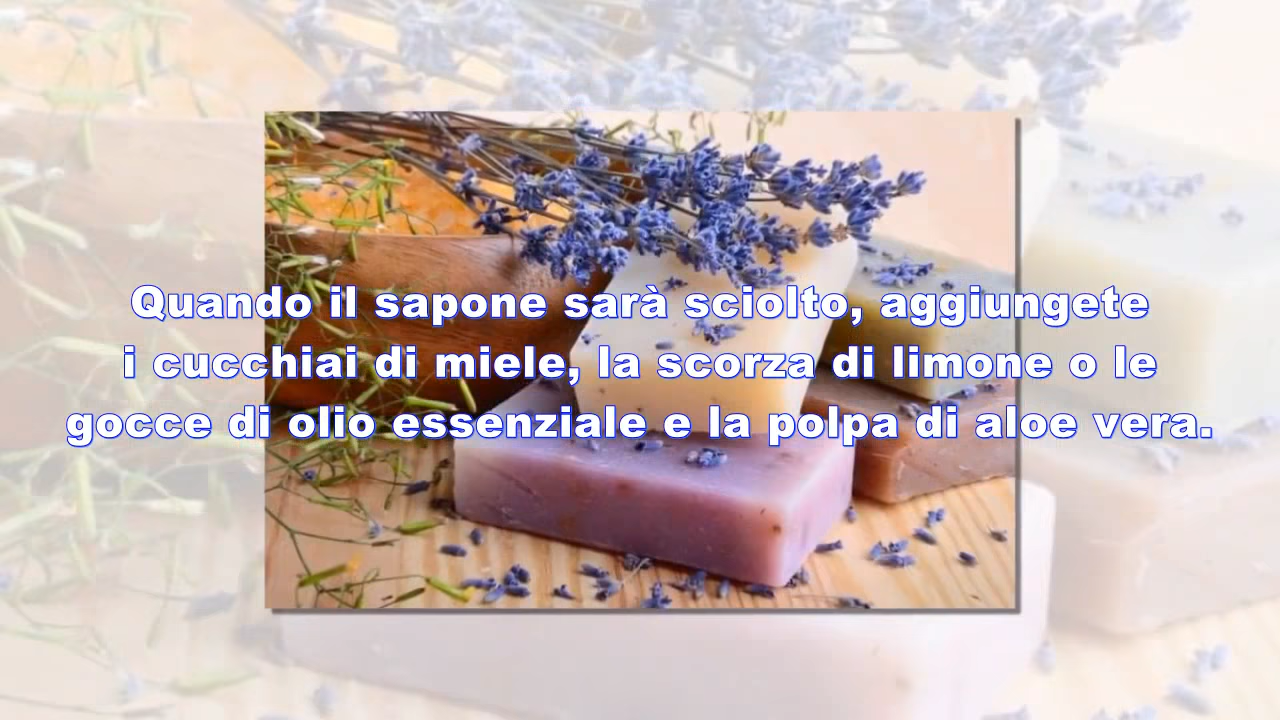 Quando il sapone sarà sciolto, aggiungete
i cucchiai di miele, la scorza di limone o le
gocce di olio essenziale e la polpa di aloe vera.